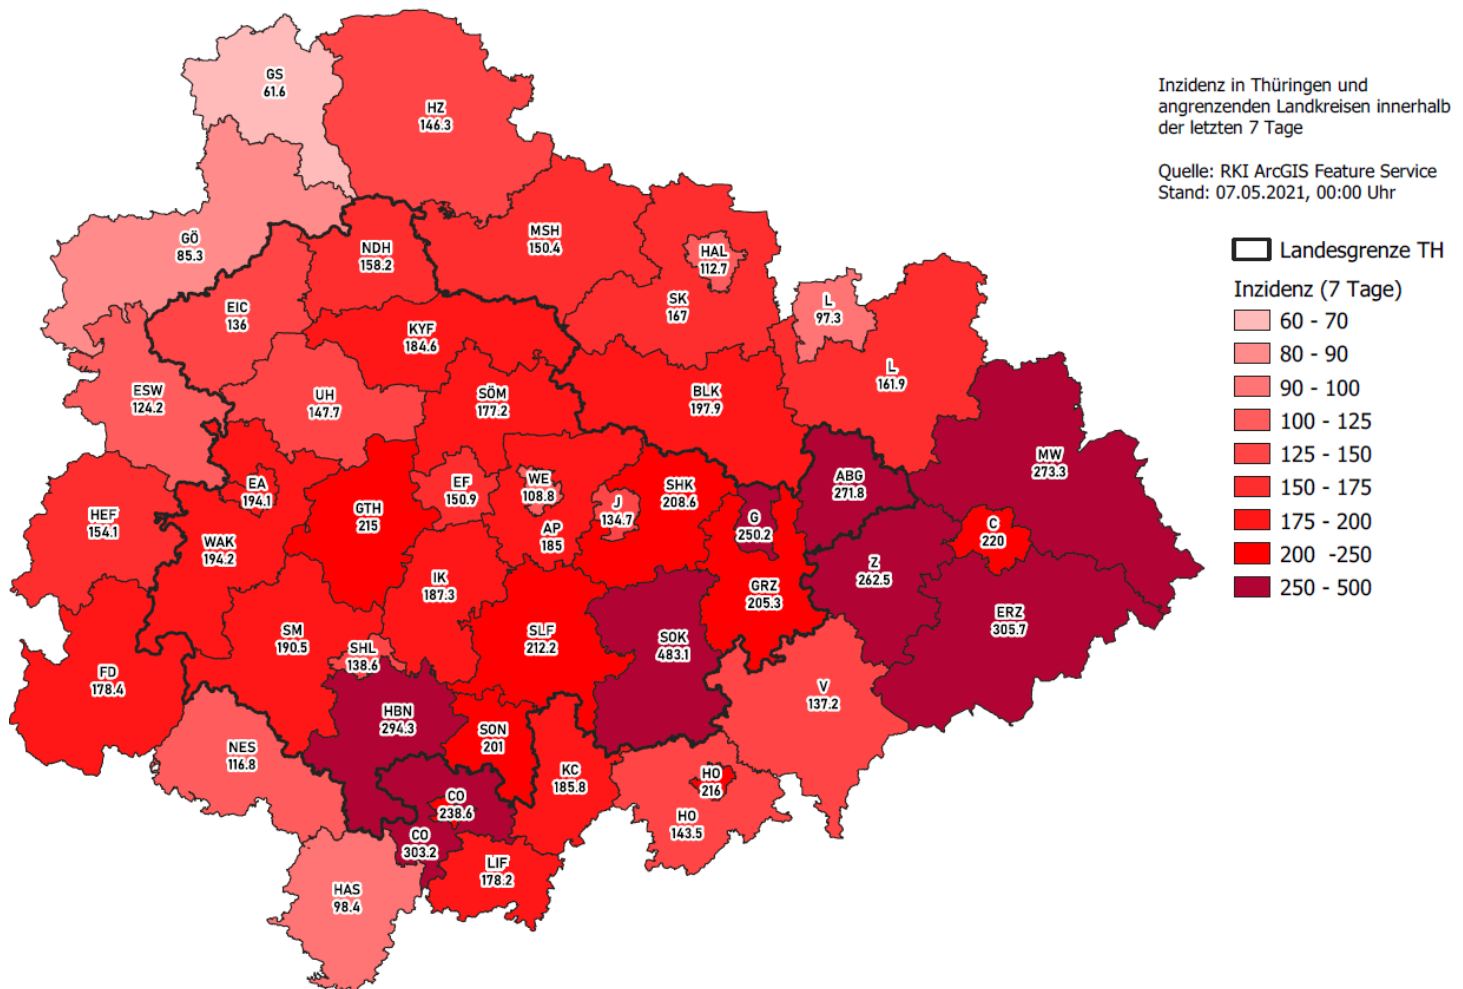 GS
61.6
HZ
146.3
Inzidenz in Thüringen und
angrenzenden Landkreisen innerhalb
der letzten 7 Tage
Quelle: RKI ArcGIS Feature Service
Stand: 07.05.2021, 00:00 Uhr
Landesgrenze TH
Inzidenz (7 Tage)
60 - 70
80 - 90
90 - 100
100 - 125
125 - 150
150 - 175
175 - 200
200 -250
250 - 500
GÖ
85.3
NDH
158.2
MSH
150.4
HAL
112.7
EIC
136
KYF
184.6
SK
167
L
97.3
L
161.9
ESW
124.2
UH
147.7
SÖM
177.2
BLK
197.9
MW
273.3
HEF
154.1
EA
194.1
GTH
215
EF
150.9
WE
108.8
J
134.7
SHK
208.6
G
250.2
ABG
271.8
C
220
WAK
194.2
AP
185
IK
187.3
GRZ
205.3
Z
262.5
ERZ
305.7
FD
178.4
SM
190.5
SHL
138.6
SLF
212.2
SOK
483.1
V
137.2
HBN
294.3
SON
201
NES
116.8
KC
185.8
HO
216
HO
143.5
CO
238.6
CO
303.2
LIF
178.2
HAS
98.4